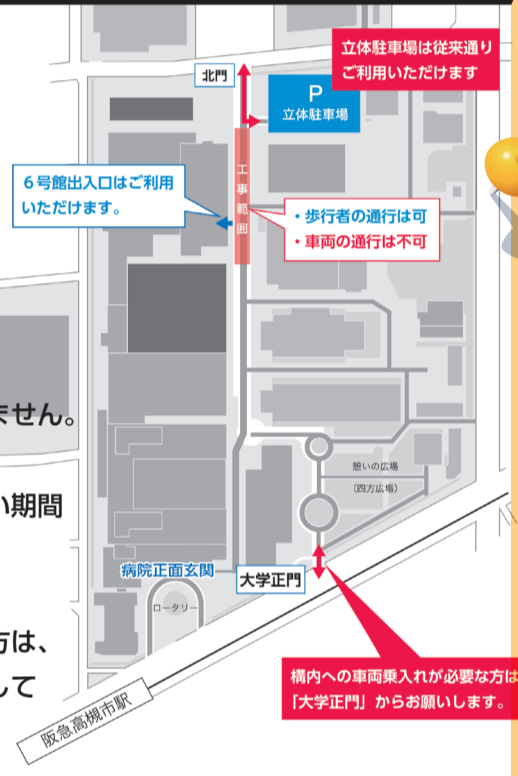 立体駐車場は従来通り
ご利用いただけます
北門
P
立体駐車場
6号館出入口はご利用
いただけます。
工事範囲
・歩行者の通行は可
・車両の通行は不可
ません。
い期間
憩いの広場
(四方広場)
病院正面玄関
大学正門
ロータリー
方は、
して
構内への車両乗入れが必要な方は
「大学正門」からお願いします。
阪急高槻市駅